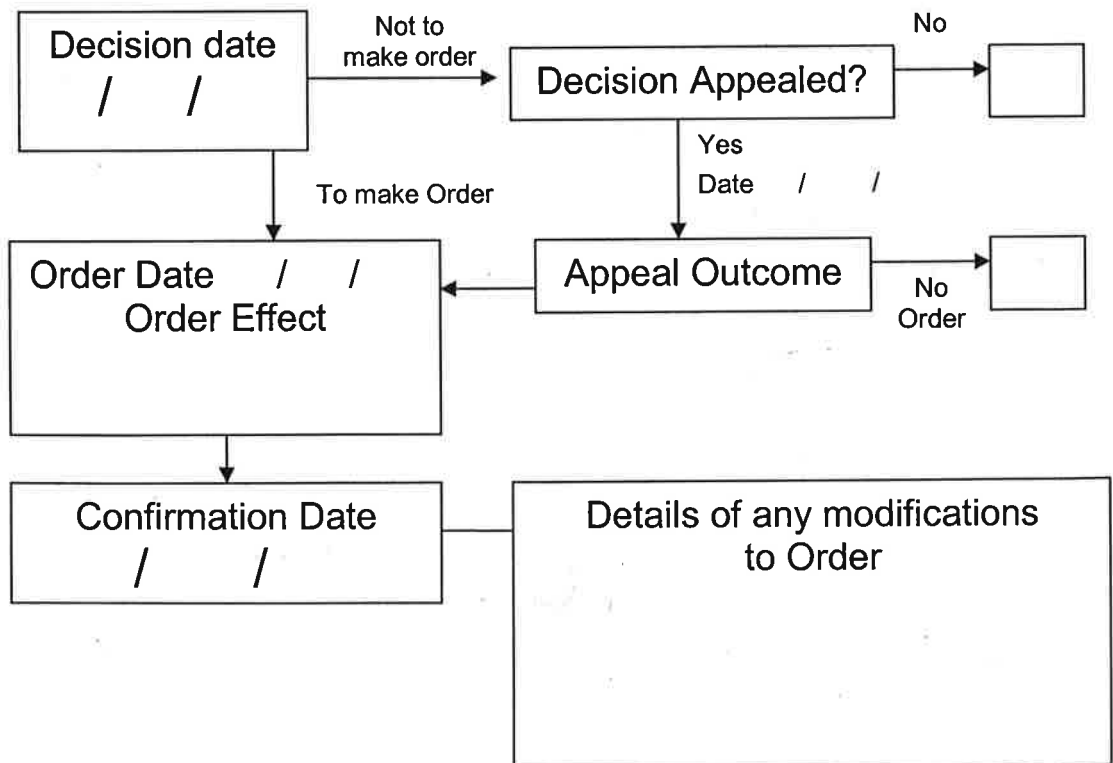 Decision date
/ /
Not to
make order
Decision Appealed?
No
Yes
Date / /
To make Order
Order Date / /
Order Effect
Appeal Outcome
No
Order
Confirmation Date
/ /
Details of any modifications
to Order